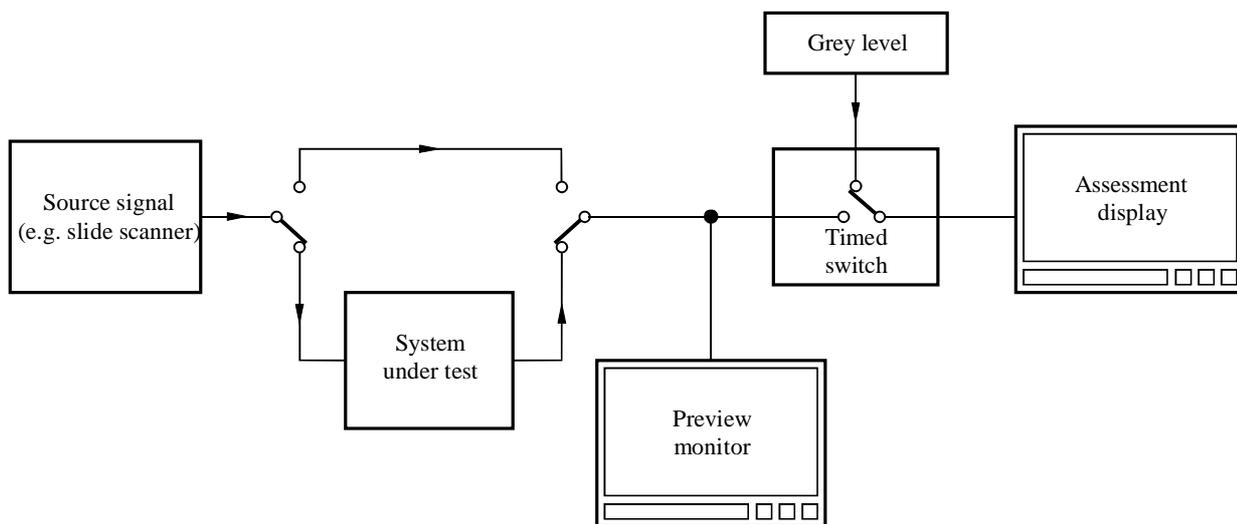 Grey level
Source signal
(e.g. slide scanner)
Assessment
display
Timed
switch
System
under test
Preview
monitor